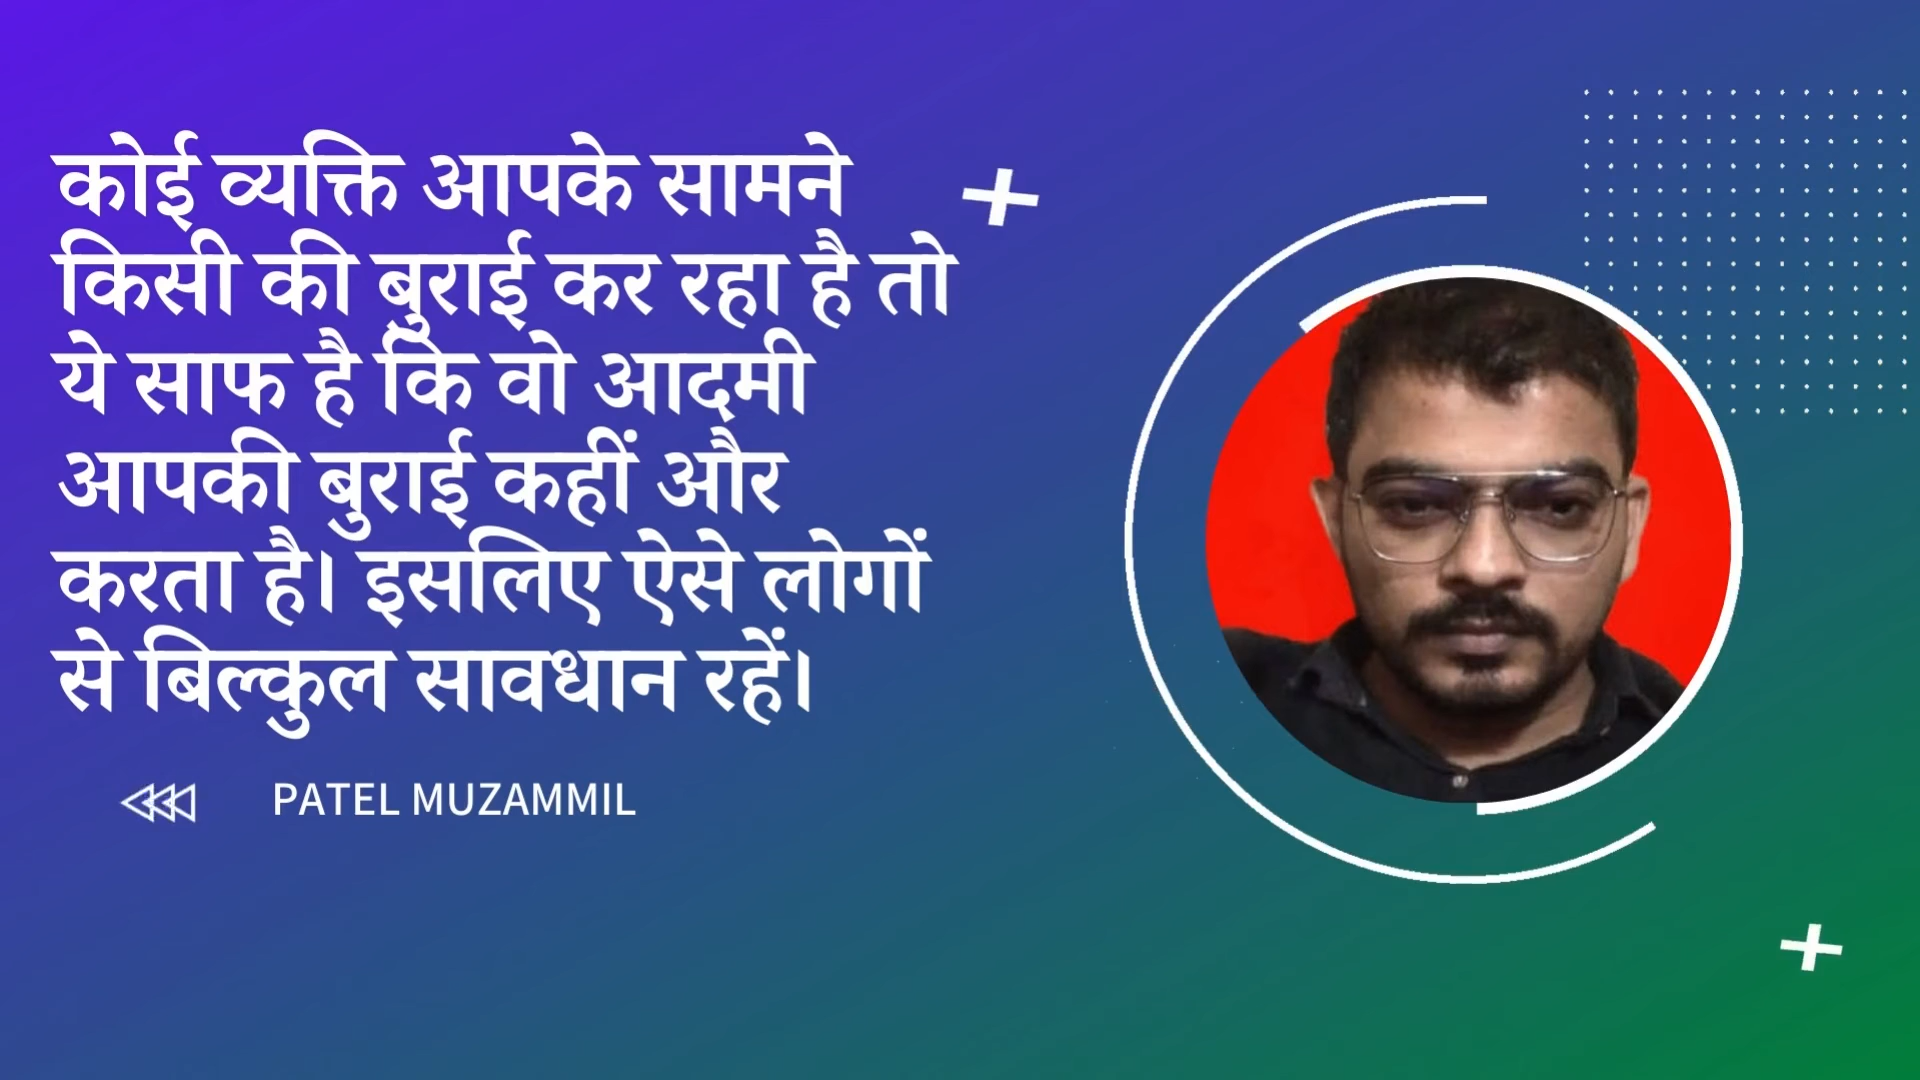 कोई व्यक्ति आपके सामने
किसी की बुराई कर रहा है तो
ये साफ है कि वो आदमी
आपकी बुराई कहीं और
करता है। इसलिए ऐसे लोगों
से बिल्कुल सावधान रहें।
PATEL MUZAMMIL